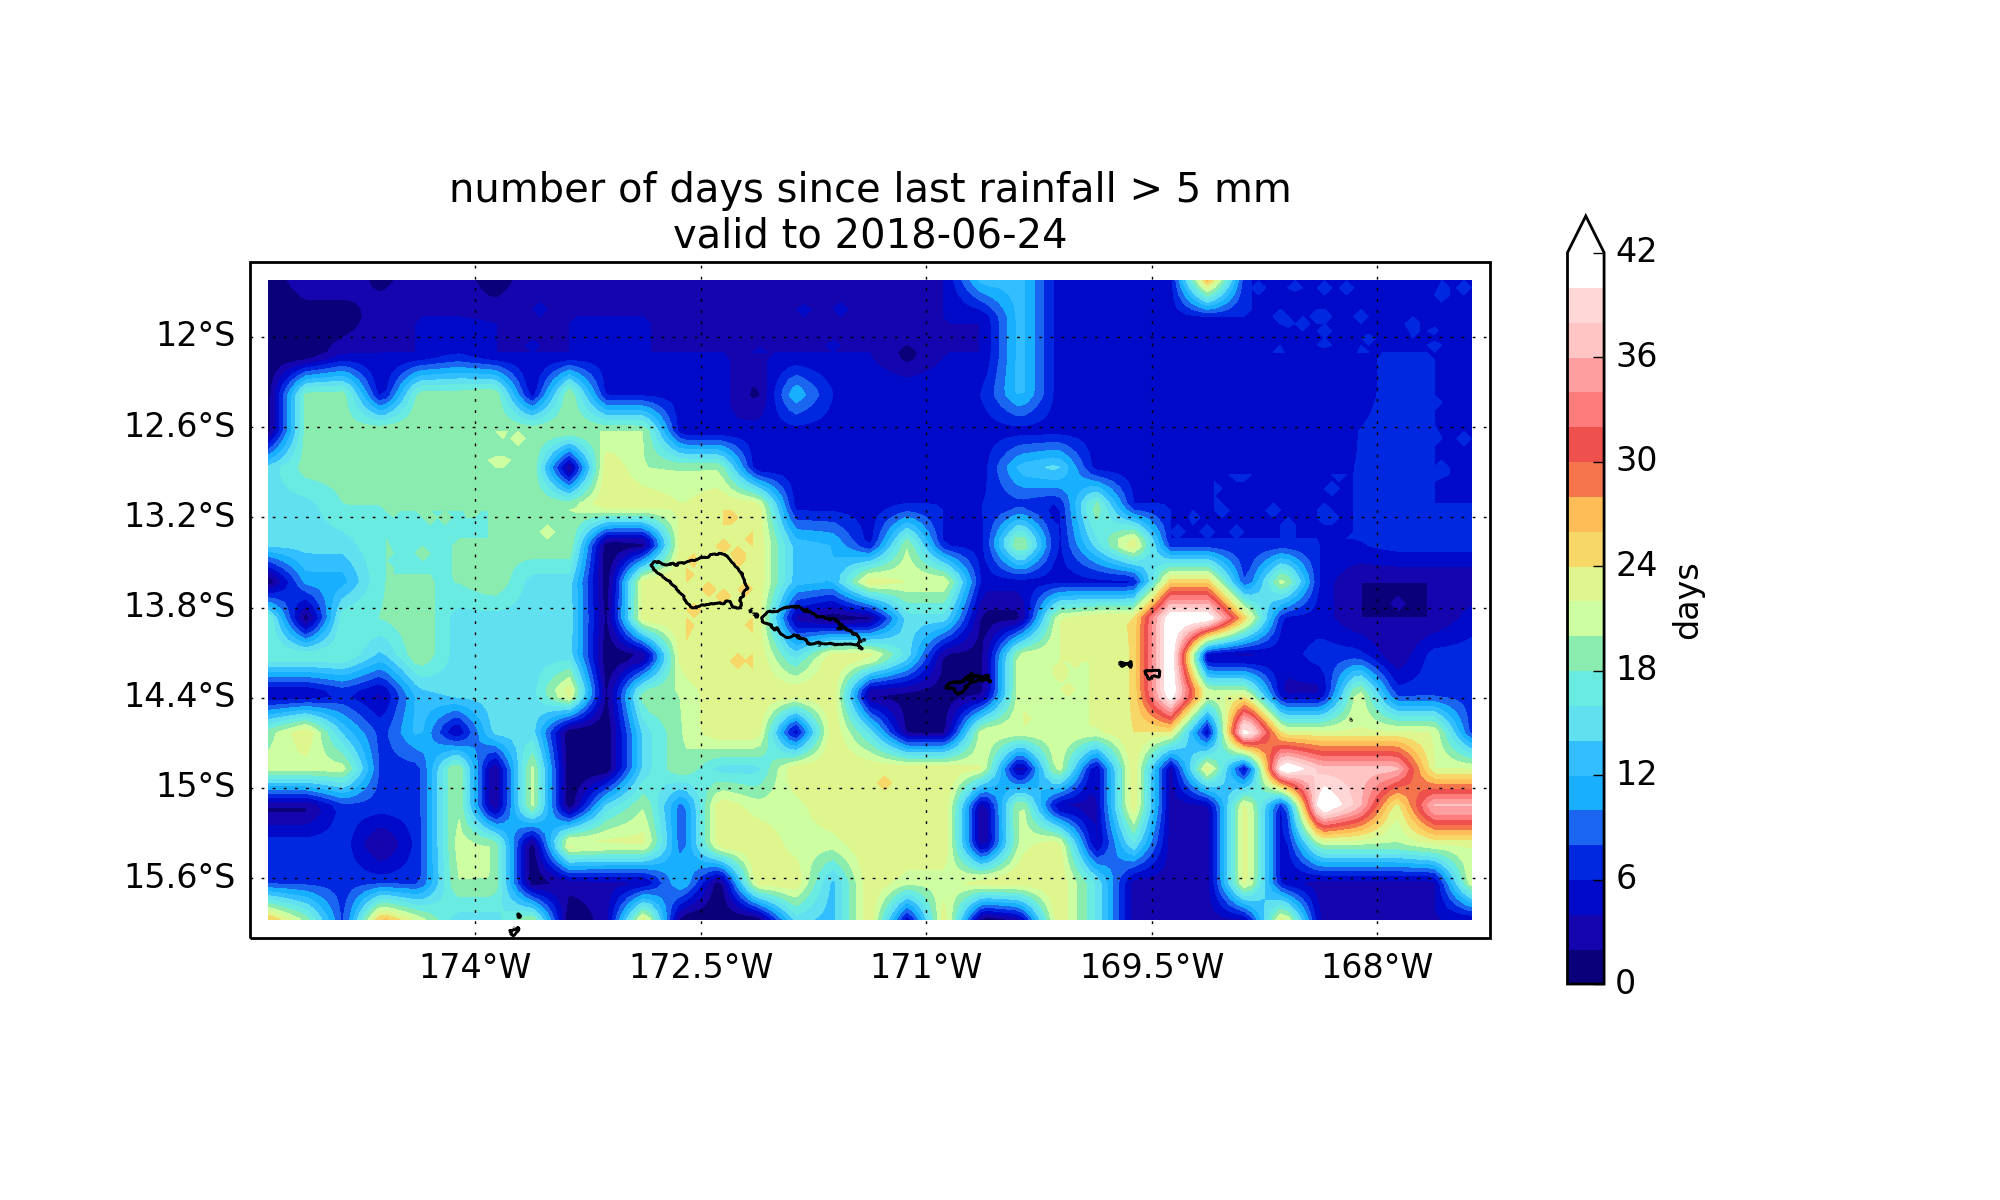 number of days since last rainfall > 5 mm
valid to 2018-06-24
12°S
12.6°S
13.2°S
13.8°S
14.4°S
15°S
15.6°S
174°W
172.5°W
171°W
169.5°W
168°W
42
36
30
24
18
12
6
0
days